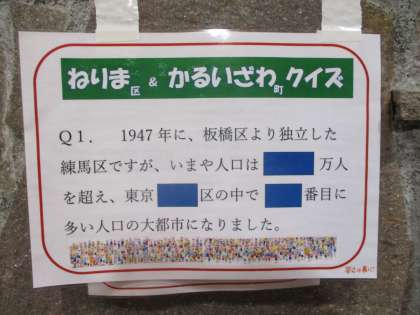 ねりま区 & かるいざわ町 クイズ
Q1. 1947年に、板橋区より独立した
練馬区ですが、いまや人口は 万人
を超え、東京 区の中で 番目に
多い人口の大都市になりました。